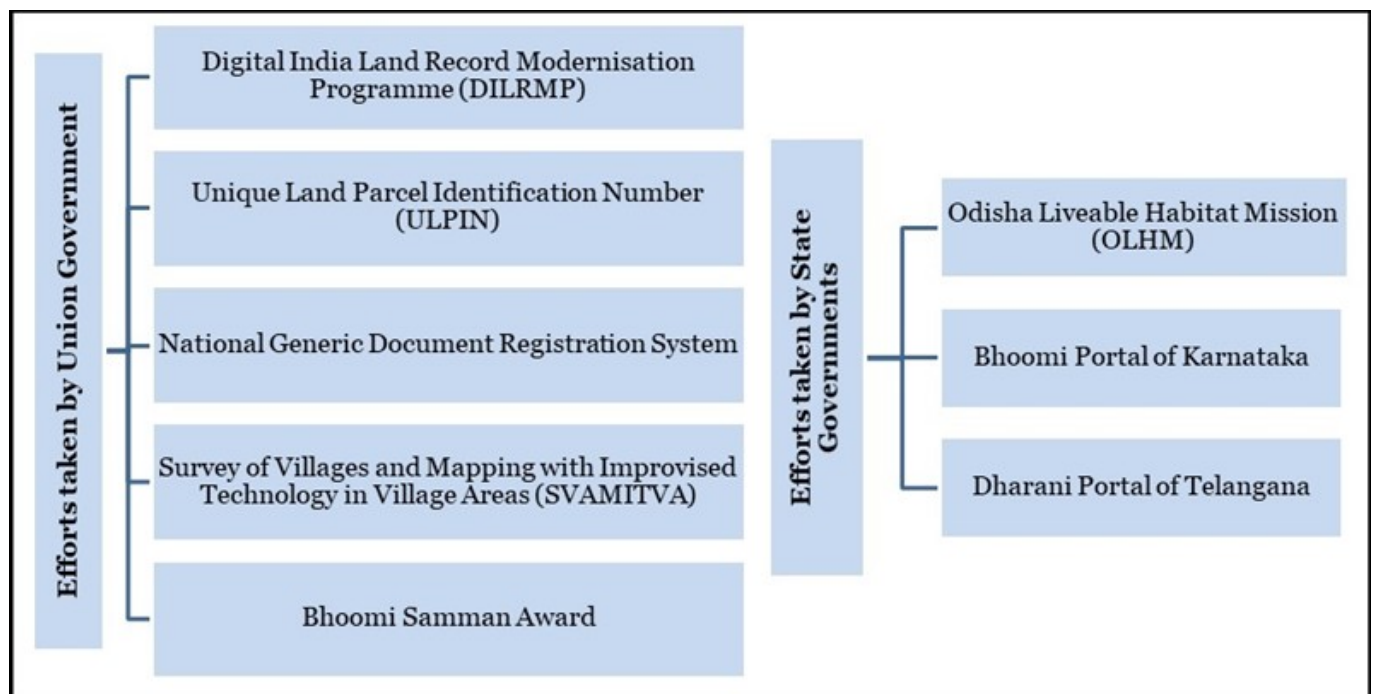 Efforts taken by Union Government
Digital India Land Record Modernisation
Programme (DILRMP)
Unique Land Parcel Identification Number
(ULPIN)
National Generic Document Registration System
Survey of Villages and Mapping with Improvised
Technology in Village Areas (SVAMITVA)
Bhoomi Samman Award
Efforts taken by State
Governments
Odisha Liveable Habitat Mission
(OLHM)
Bhoomi Portal of Karnataka
Dharani Portal of Telangana